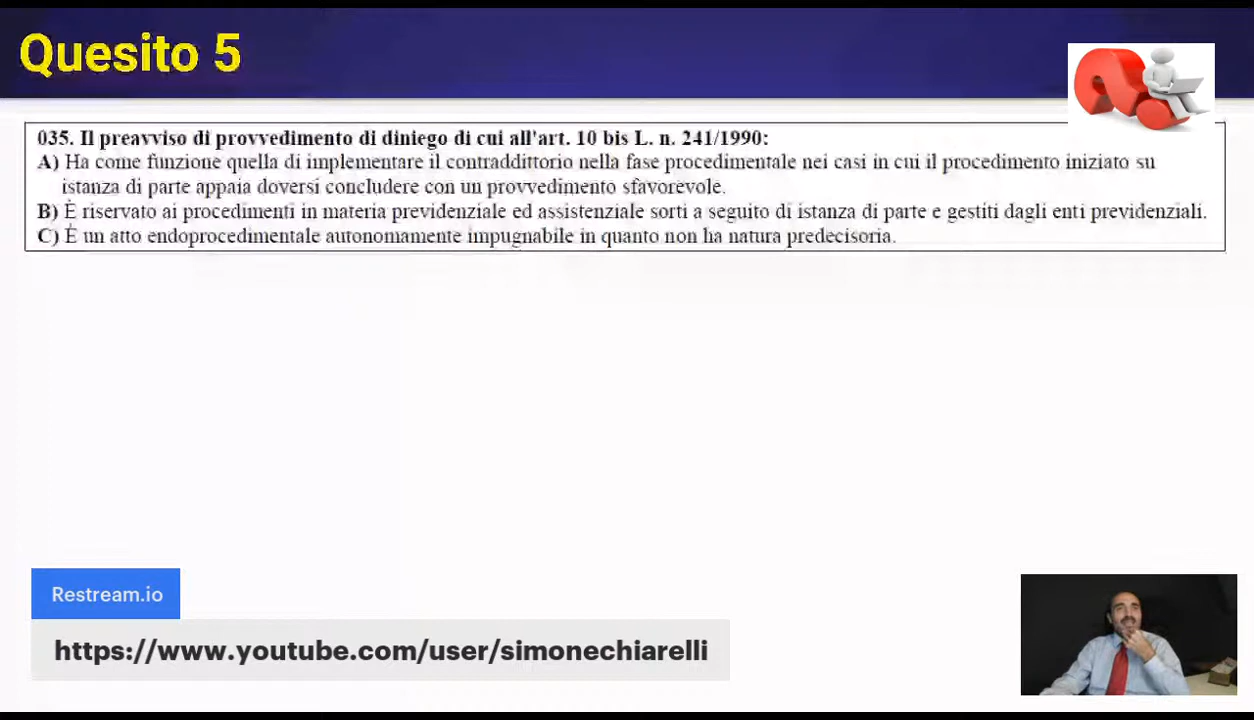 Quesito 5
035. Il preavviso di provvedimento di diniego di cui all'art. 10 bis L. n. 241/1990:
A) Ha come funzione quella di implementare il contraddittorio nella fase procedimentale nei casi in cui il procedimento iniziato su
istanza di parte appaia doversi concludere con un provvedimento sfavorevole.
B) È riservato ai procedimenti in materia previdenziale ed assistenziale sorti a seguito di istanza di parte e gestiti dagli enti previdenziali.
C) È un atto endoprocedimentale autonomamente impugnabile in quanto non ha natura predecisoria.
Restream.io
https://www.youtube.com/user/simonechiarelli